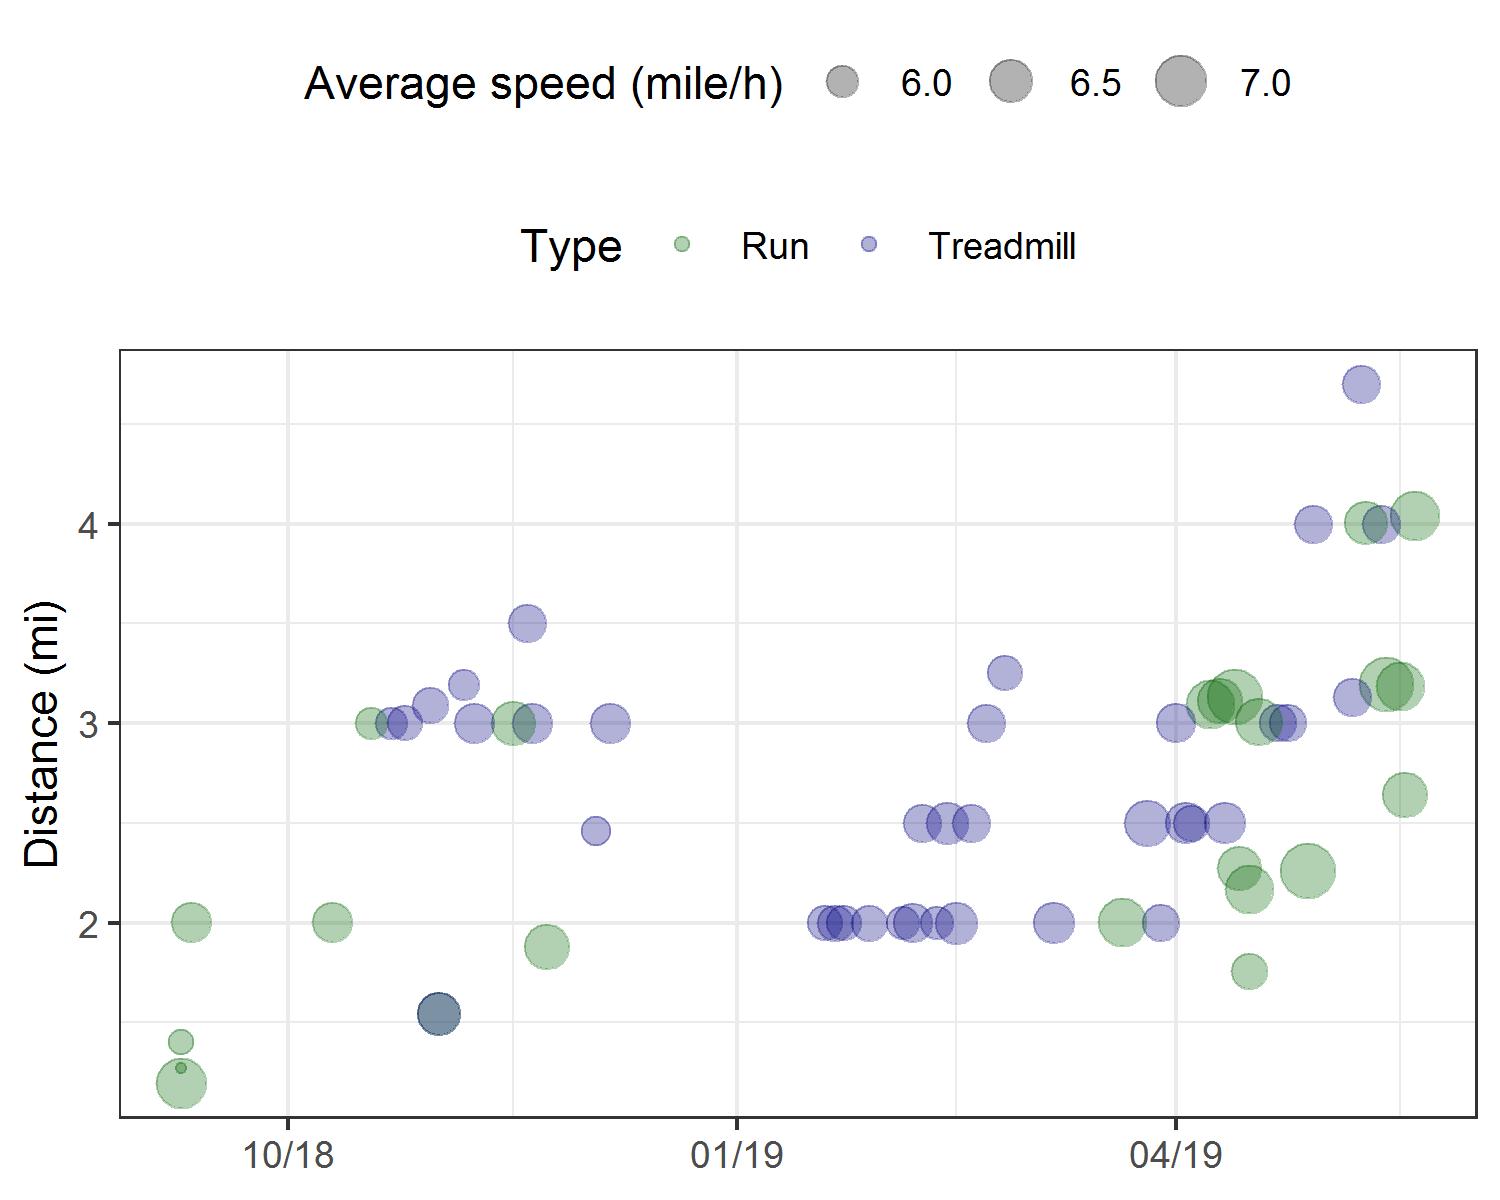 Average speed (mile/h) 6.0 6.5 7.0
Type Run Treadmill
Distance (mi)
4
3
2
10/18 01/19 04/19